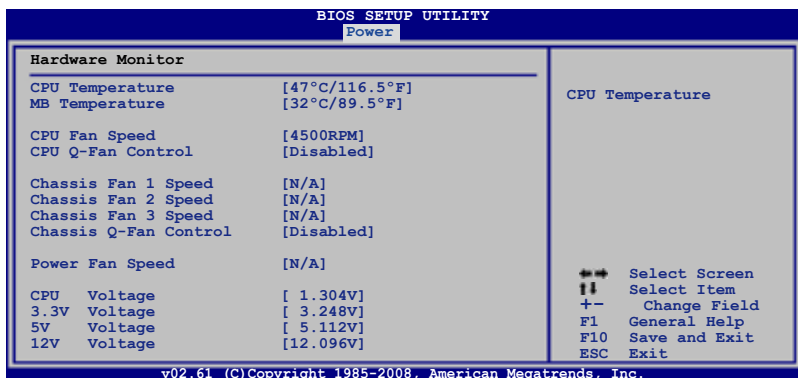 BIOS SETUP UTILITY
Power
Hardware Monitor
CPU Temperature [47°C/116.5°F]
MB Temperature [32°C/89.5°F]
CPU Fan Speed [4500RPM]
CPU Q-Fan Control [Disabled]
Chassis Fan 1 Speed [N/A]
Chassis Fan 2 Speed [N/A]
Chassis Fan 3 Speed [N/A]
Chassis Q-Fan Control [Disabled]
Power Fan Speed [N/A]
CPU Voltage [ 1.304V]
3.3V Voltage [ 3.248V]
5V Voltage [ 5.112V]
12V Voltage [12.096V]
CPU Temperature
←→ Select Screen
↑↓ Select Item
+- Change Field
F1 General Help
F10 Save and Exit
ESC Exit
v02.61 (C)Copyright 1985-2008, American Megatrends, Inc.